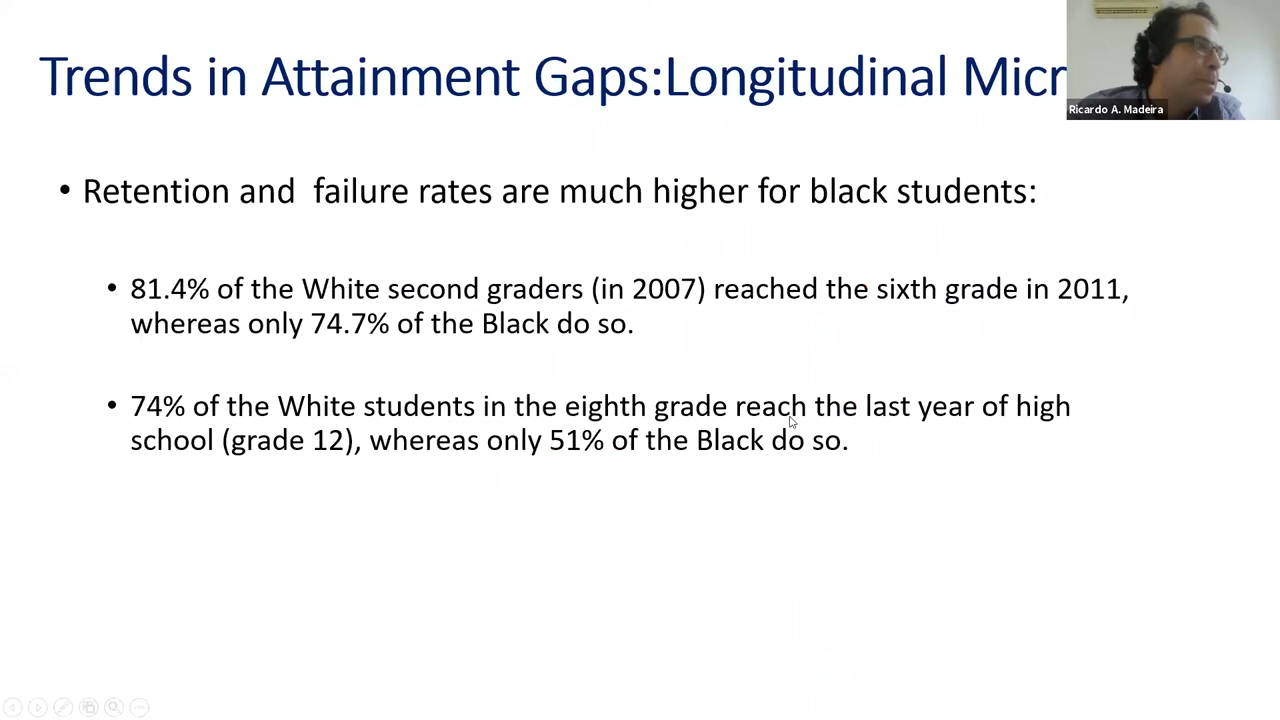 Trends in Attainment Gaps:Longitudinal Micr
Ricardo A. Madeira
• Retention and  failure rates are much higher for black students:
• 81.4% of the White second graders (in 2007) reached the sixth grade in 2011,
whereas only 74.7% of the Black do so.
• 74% of the White students in the eighth grade reach the last year of high
school (grade 12), whereas only 51% of the Black do so.